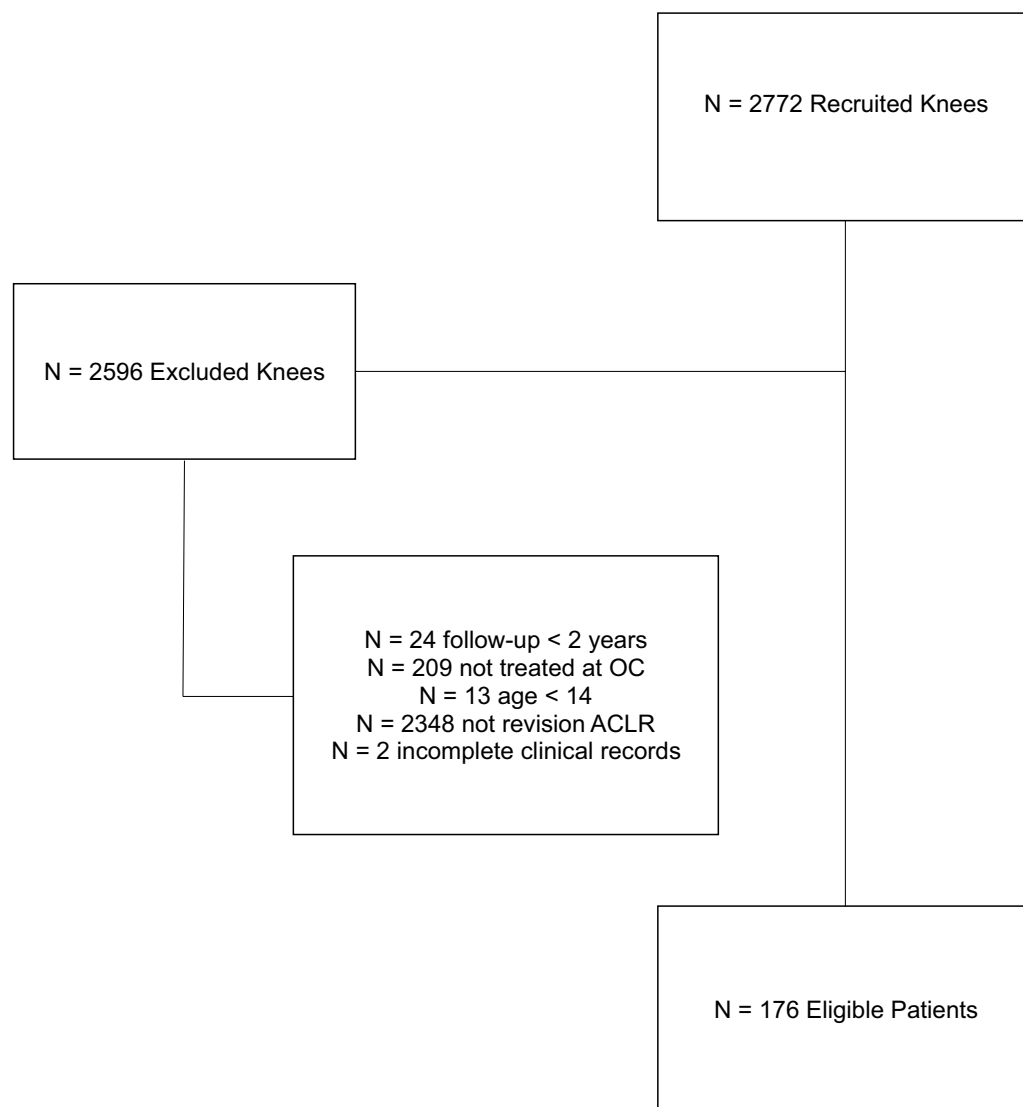 N = 2772 Recruited Knees
N = 2596 Excluded Knees
N = 24 follow-up < 2 years
N = 209 not treated at OC
N = 13 age < 14
N = 2348 not revision ACLR
N = 2 incomplete clinical records
N = 176 Eligible Patients